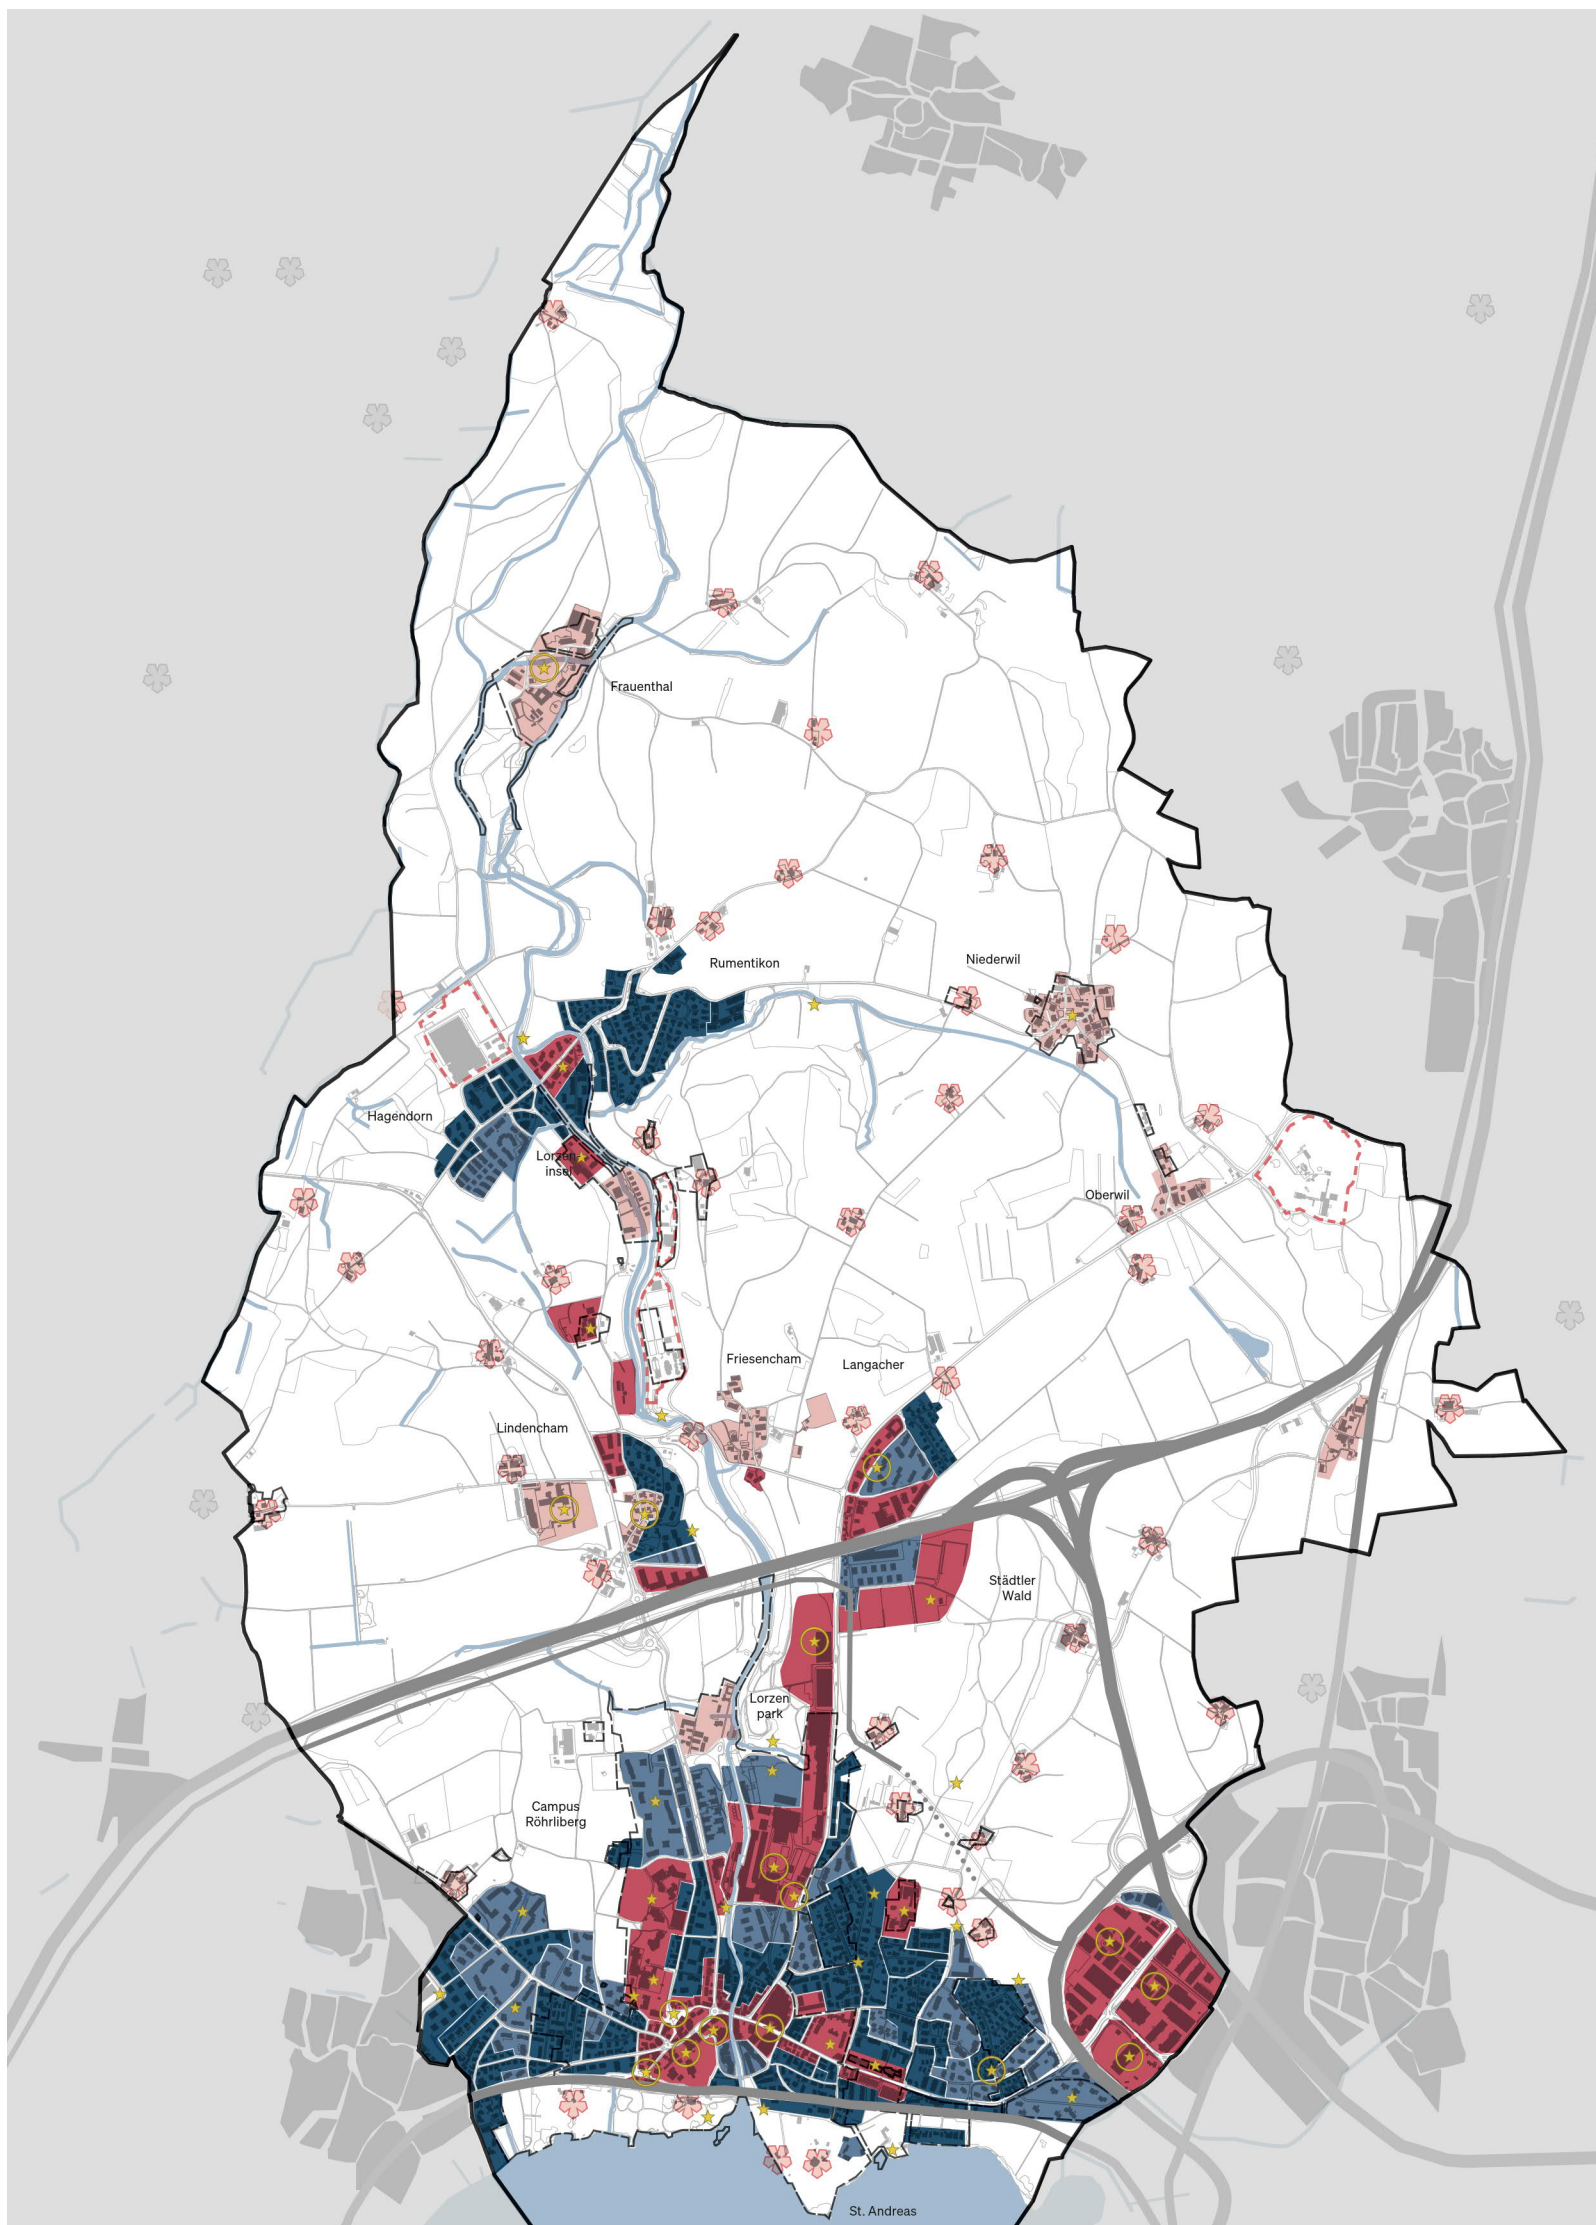 Frauenthal
Rumentikon
Niederwil
Hagendorn
Lorzen
insel
Oberwil
Friesencham
Langacher
Lindencham
Städtler
Wald
Lorzen
park
Campus
Röhrliberg
St. Andreas